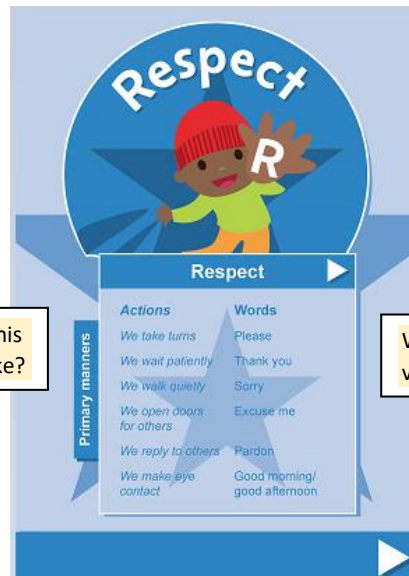 Respect
R
Respect
Actions Words
We take turns Please
We wait patiently Thank you
We walk quietly Sorry
We open doors for others Excuse me
We reply to others Pardon
We make eye contact Good morning/ good afternoon
Primary manners